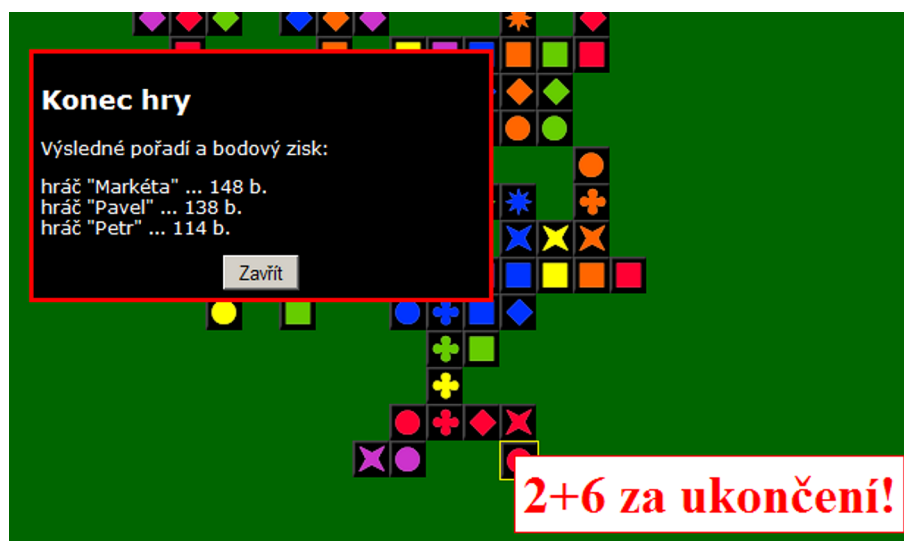 Konec hry
Výsledné pořadí a bodový zisk:
hráč "Markéta" ... 148 b.
hráč "Pavel" ... 138 b.
hráč "Petr" ... 114 b.
Zavřít
2+6 za ukončení!